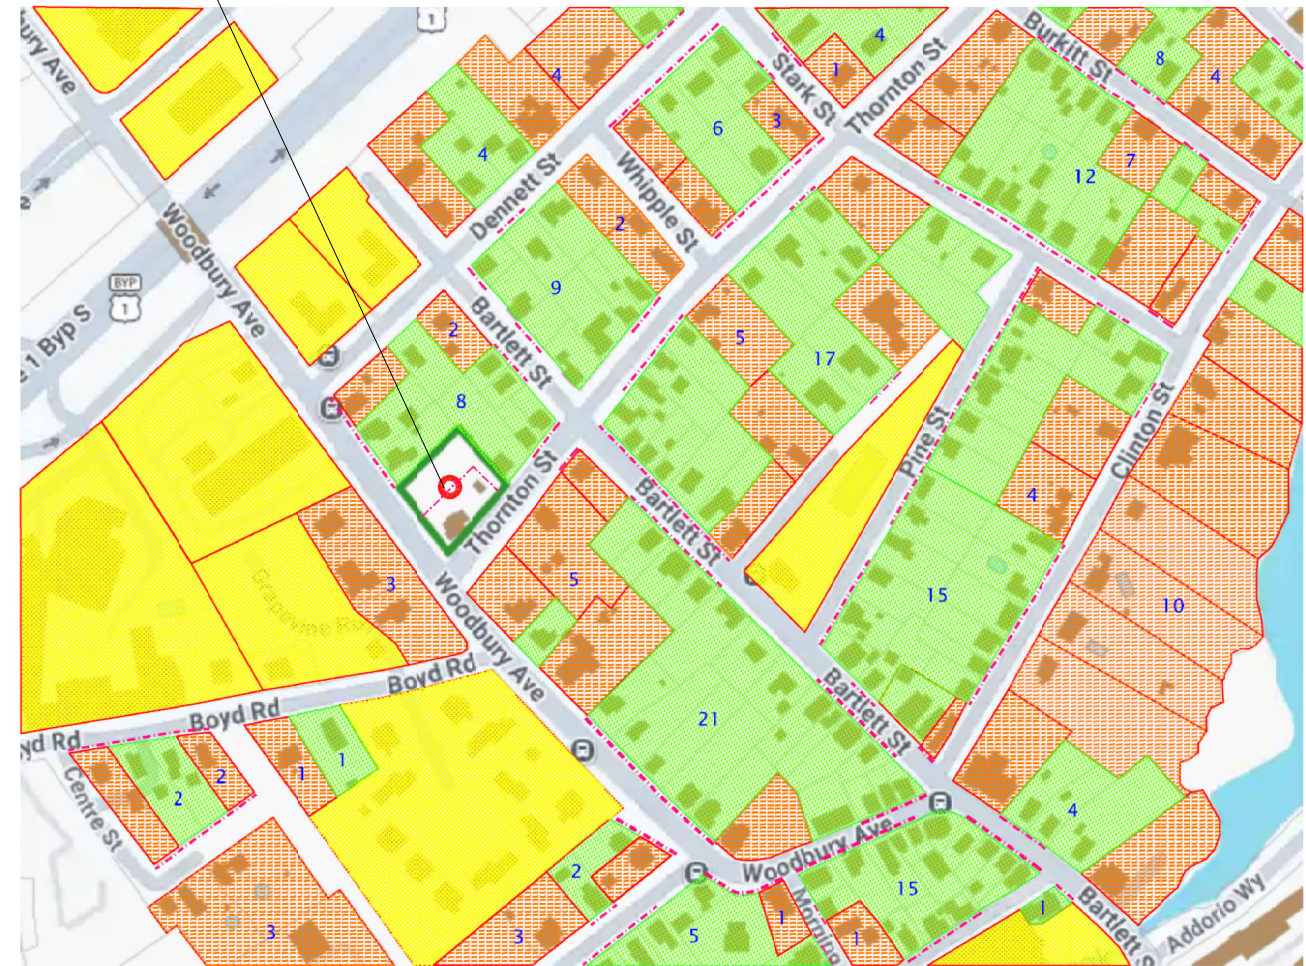 1
Burkitt St
4
8
4
Stark St
1
Thornton St
4
6
3
7
12
4
Dennett St
Whipple St
2
Woodbury Ave
BYP
1
9
5
17
2
Bartlett St
8
Pine St
Clinton St
4
Thornton St
Bartlett St
3
5
15
10
Grapevine
Woodbury Ave
Boyd Rd
Boyd Rd
21
Bartlett St
1
1
2
2
Centre St
4
2
Woodbury Ave
15
1
Morning
1
1
Bartlett S
Addorio Wy
3
3
5